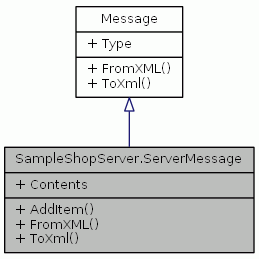 Message
+ Type
+ FromXML()
+ ToXml()
SampleShopServer.ServerMessage
+ Contents
+ AddItem()
+ FromXML()
+ ToXml()